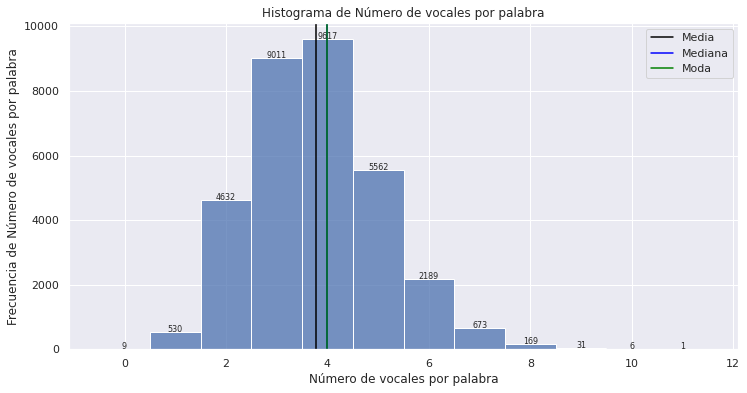 Histograma de Número de vocales por palabra
Frecuencia de Número de vocales por palabra
10000
8000
6000
4000
2000
0
9
530
4632
9011
9617
5562
2189
673
169
31
6
1
Media
Mediana
Moda
0 2 4 6 8 10 12
Número de vocales por palabra